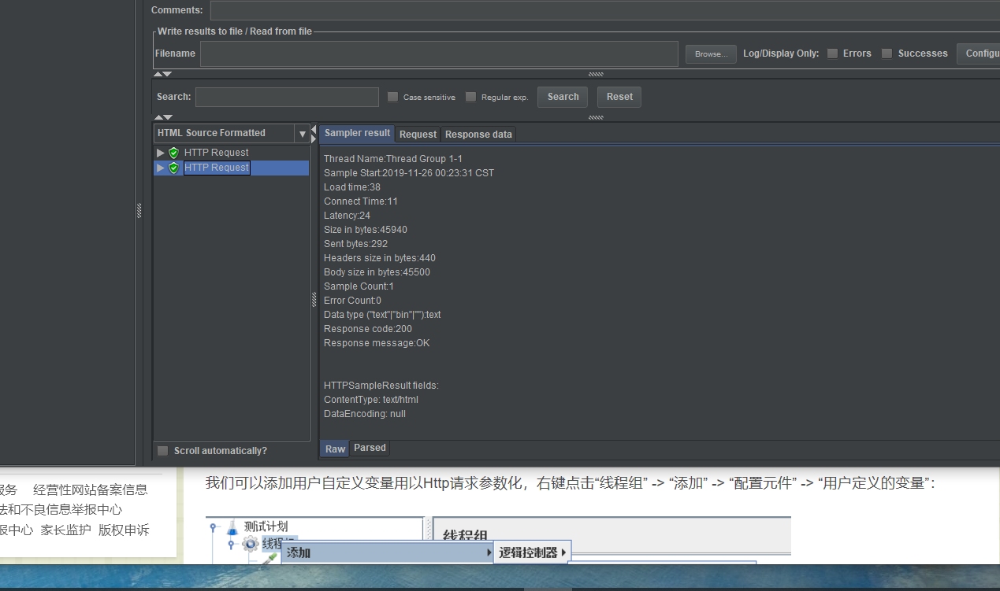 Comments:
Write results to file / Read from file
Filename
Browse...
Log/Display Only:
Errors
Successes
Search:
Case sensitive
Regular exp.
Search
Reset
HTML Source Formatted
Sampler result
Request
Response data
HTTP Request
HTTP Request
Thread Name:Thread Group 1-1
Sample Start:2019-11-26 00:23:31 CST
Load time:38
Connect Time:11
Latency:24
Size in bytes:45940
Sent bytes:292
Headers size in bytes:440
Body size in bytes:45500
Sample Count:1
Error Count:0
Data type ("text"|"bin"|""):text
Response code:200
Response message:OK
HTTPSampleResult fields:
ContentType: text/html
DataEncoding: null
Scroll automatically?
Raw
Parsed
经营性网站备案信息
法和不良信息举报中心
报中心 家长监护 版权申诉
我们可以添加用户自定义变量用以Http请求参数化，右键点击“线程组” -> “添加” -> “配置元件” -> “用户定义的变量”：
测试计划
线程组
线程组
添加
逻辑控制器